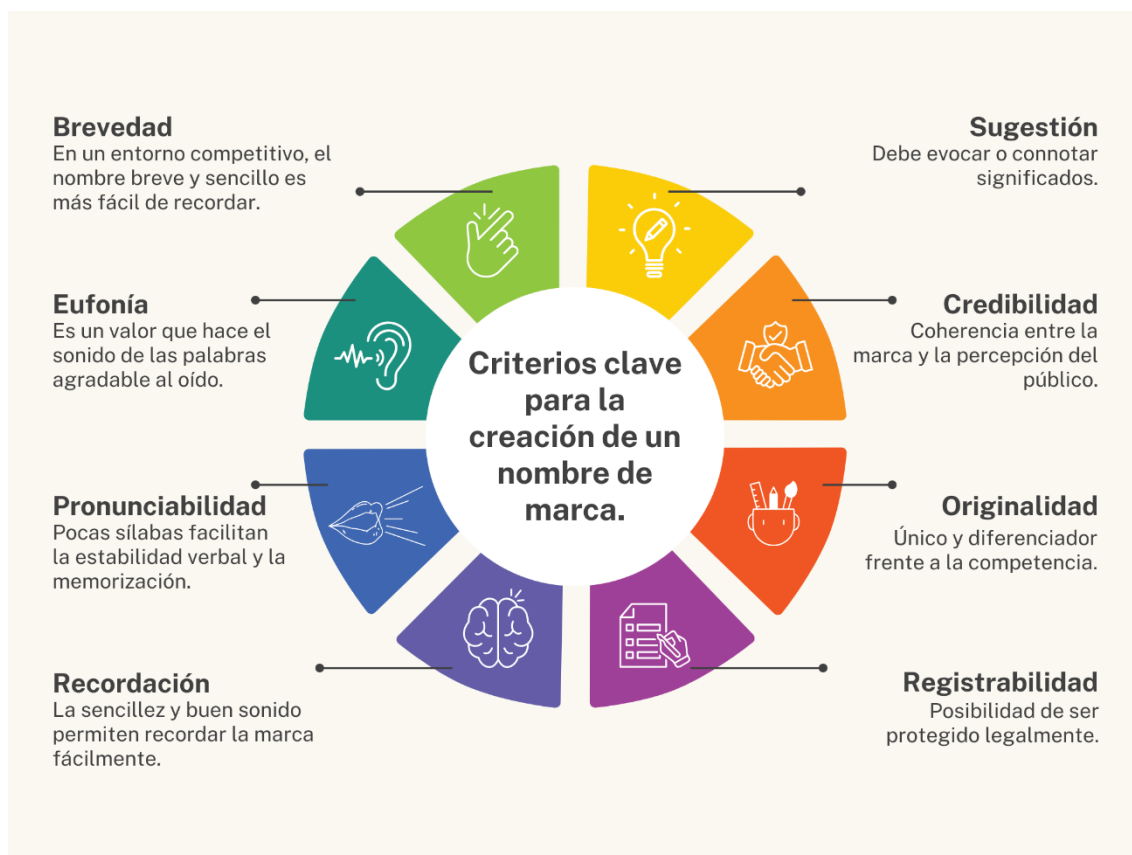 Brevedad
En un entorno competitivo, el
nombre breve y sencillo es
más fácil de recordar.
Eufonía
Es un valor que hace el
sonido de las palabras
agradable al oído.
Pronunciabilidad
Pocas sílabas facilitan
la estabilidad verbal y la
memorización.
Recordación
La sencillez y buen sonido
permiten recordar la marca
fácilmente.
Criterios clave
para la
creación de un
nombre de
marca.
Sugestión
Debe evocar o connotar
significados.
Credibilidad
Coherencia entre la
marca y la percepción del
público.
Originalidad
Único y diferenciador
frente a la competencia.
Registrabilidad
Posibilidad de ser
protegido legalmente.